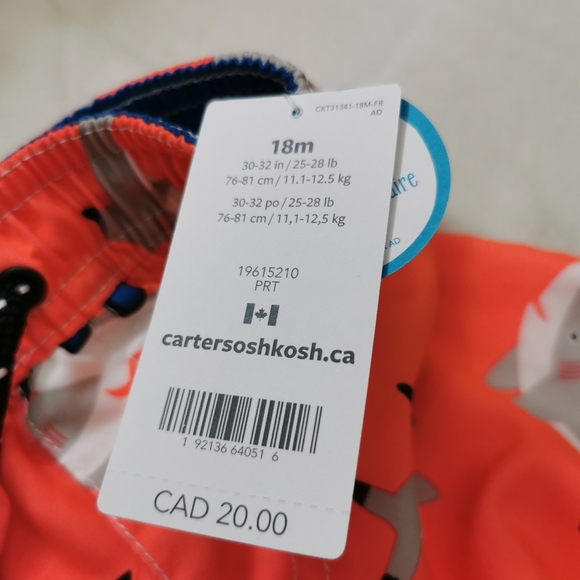 CKT31341-18M-FR
AD
18m
30-32 in / 25-28 lb
76-81 cm / 11.1-12.5 kg
30-32 po / 25-28 lb
76-81 cm / 11,1-12,5 kg
19615210
PRT
cartersoshkosh.ca
1 92136 64051 6
CAD 20.00
AD